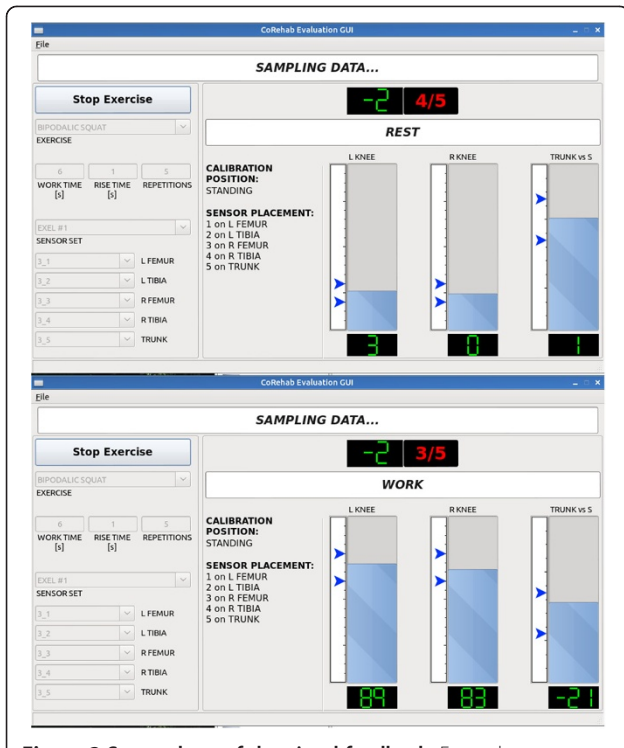 CoRehab Evaluation GUI
File
SAMPLING DATA...
Stop Exercise
-2 4/5
REST
BIPODALIC SQUAT
EXERCISE
6 1 5
WORK TIME [s] RISE TIME [s] REPETITIONS
EXEL #1
SENSOR SET
3_1 L FEMUR
3_2 L TIBIA
3_3 R FEMUR
3_4 R TIBIA
3_5 TRUNK
CALIBRATION
POSITION:
STANDING
SENSOR PLACEMENT:
1 on L FEMUR
2 on L TIBIA
3 on R FEMUR
4 on R TIBIA
5 on TRUNK
L KNEE R KNEE TRUNK vs S
3 0 1
CoRehab Evaluation GUI
File
SAMPLING DATA...
Stop Exercise
-2 3/5
WORK
BIPODALIC SQUAT
EXERCISE
6 1 5
WORK TIME [s] RISE TIME [s] REPETITIONS
EXEL #1
SENSOR SET
3_1 L FEMUR
3_2 L TIBIA
3_3 R FEMUR
3_4 R TIBIA
3_5 TRUNK
CALIBRATION
POSITION:
STANDING
SENSOR PLACEMENT:
1 on L FEMUR
2 on L TIBIA
3 on R FEMUR
4 on R TIBIA
5 on TRUNK
L KNEE R KNEE TRUNK vs S
89 83 -21